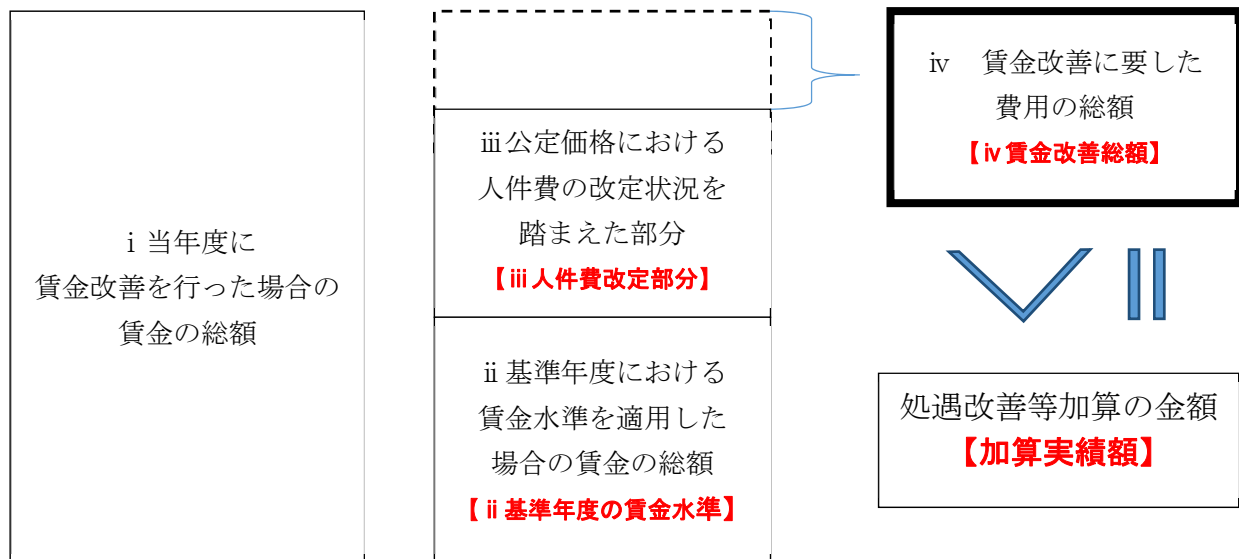 ⅰ当年度に
賃金改善を行った場合の
賃金の総額
ⅲ公定価格における
人件費の改定状況を
踏まえた部分
【ⅲ人件費改定部分】
ⅱ基準年度における
賃金水準を適用した
場合の賃金の総額
【ⅱ基準年度の賃金水準】
ⅳ　賃金改善に要した
費用の総額
【ⅳ賃金改善総額】
処遇改善等加算の金額
【加算実績額】